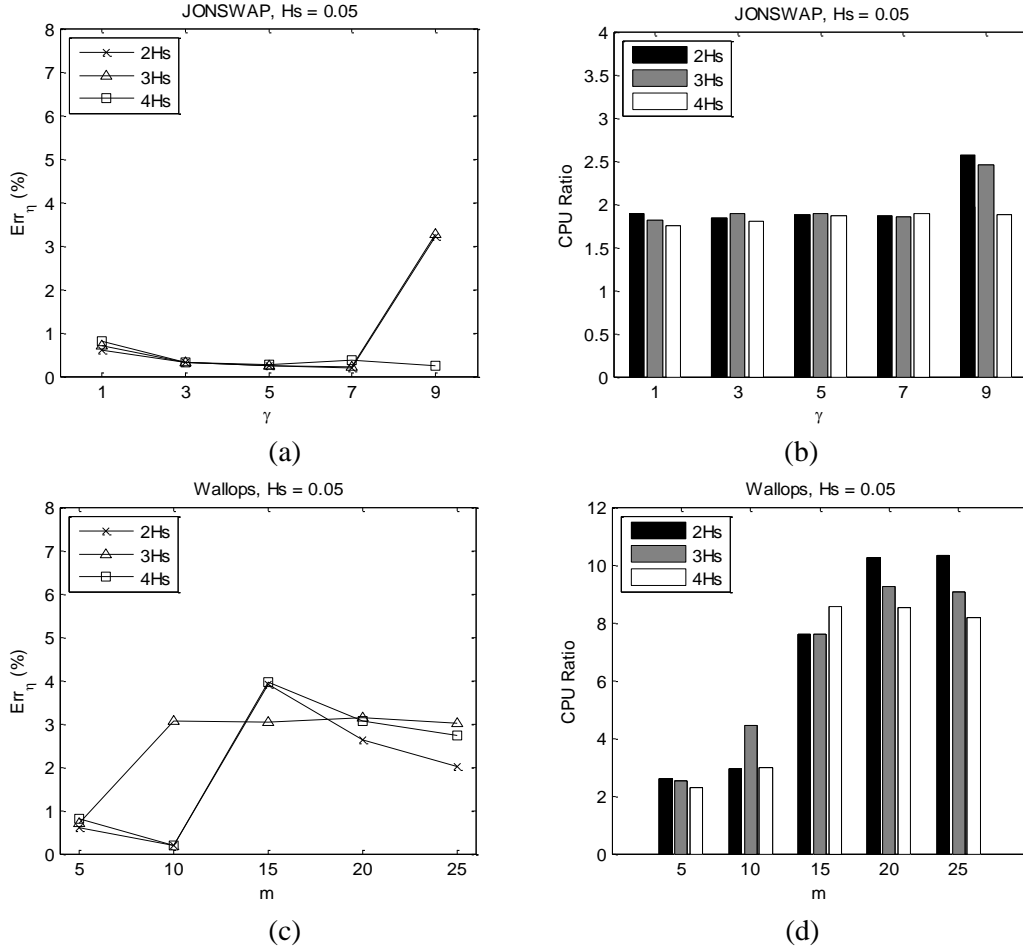 JONSWAP, Hs = 0.05
8
7
6
5
4
3
2
1
0
Err_η (%)
2Hs
3Hs
4Hs
1 3 5 7 9
γ
(a)
JONSWAP, Hs = 0.05
4
3.5
3
2.5
2
1.5
1
0.5
0
CPU Ratio
2Hs
3Hs
4Hs
1 3 5 7 9
γ
(b)
Wallops, Hs = 0.05
8
7
6
5
4
3
2
1
0
Err_η (%)
2Hs
3Hs
4Hs
5 10 15 20 25
m
(c)
Wallops, Hs = 0.05
12
10
8
6
4
2
0
CPU Ratio
2Hs
3Hs
4Hs
5 10 15 20 25
m
(d)